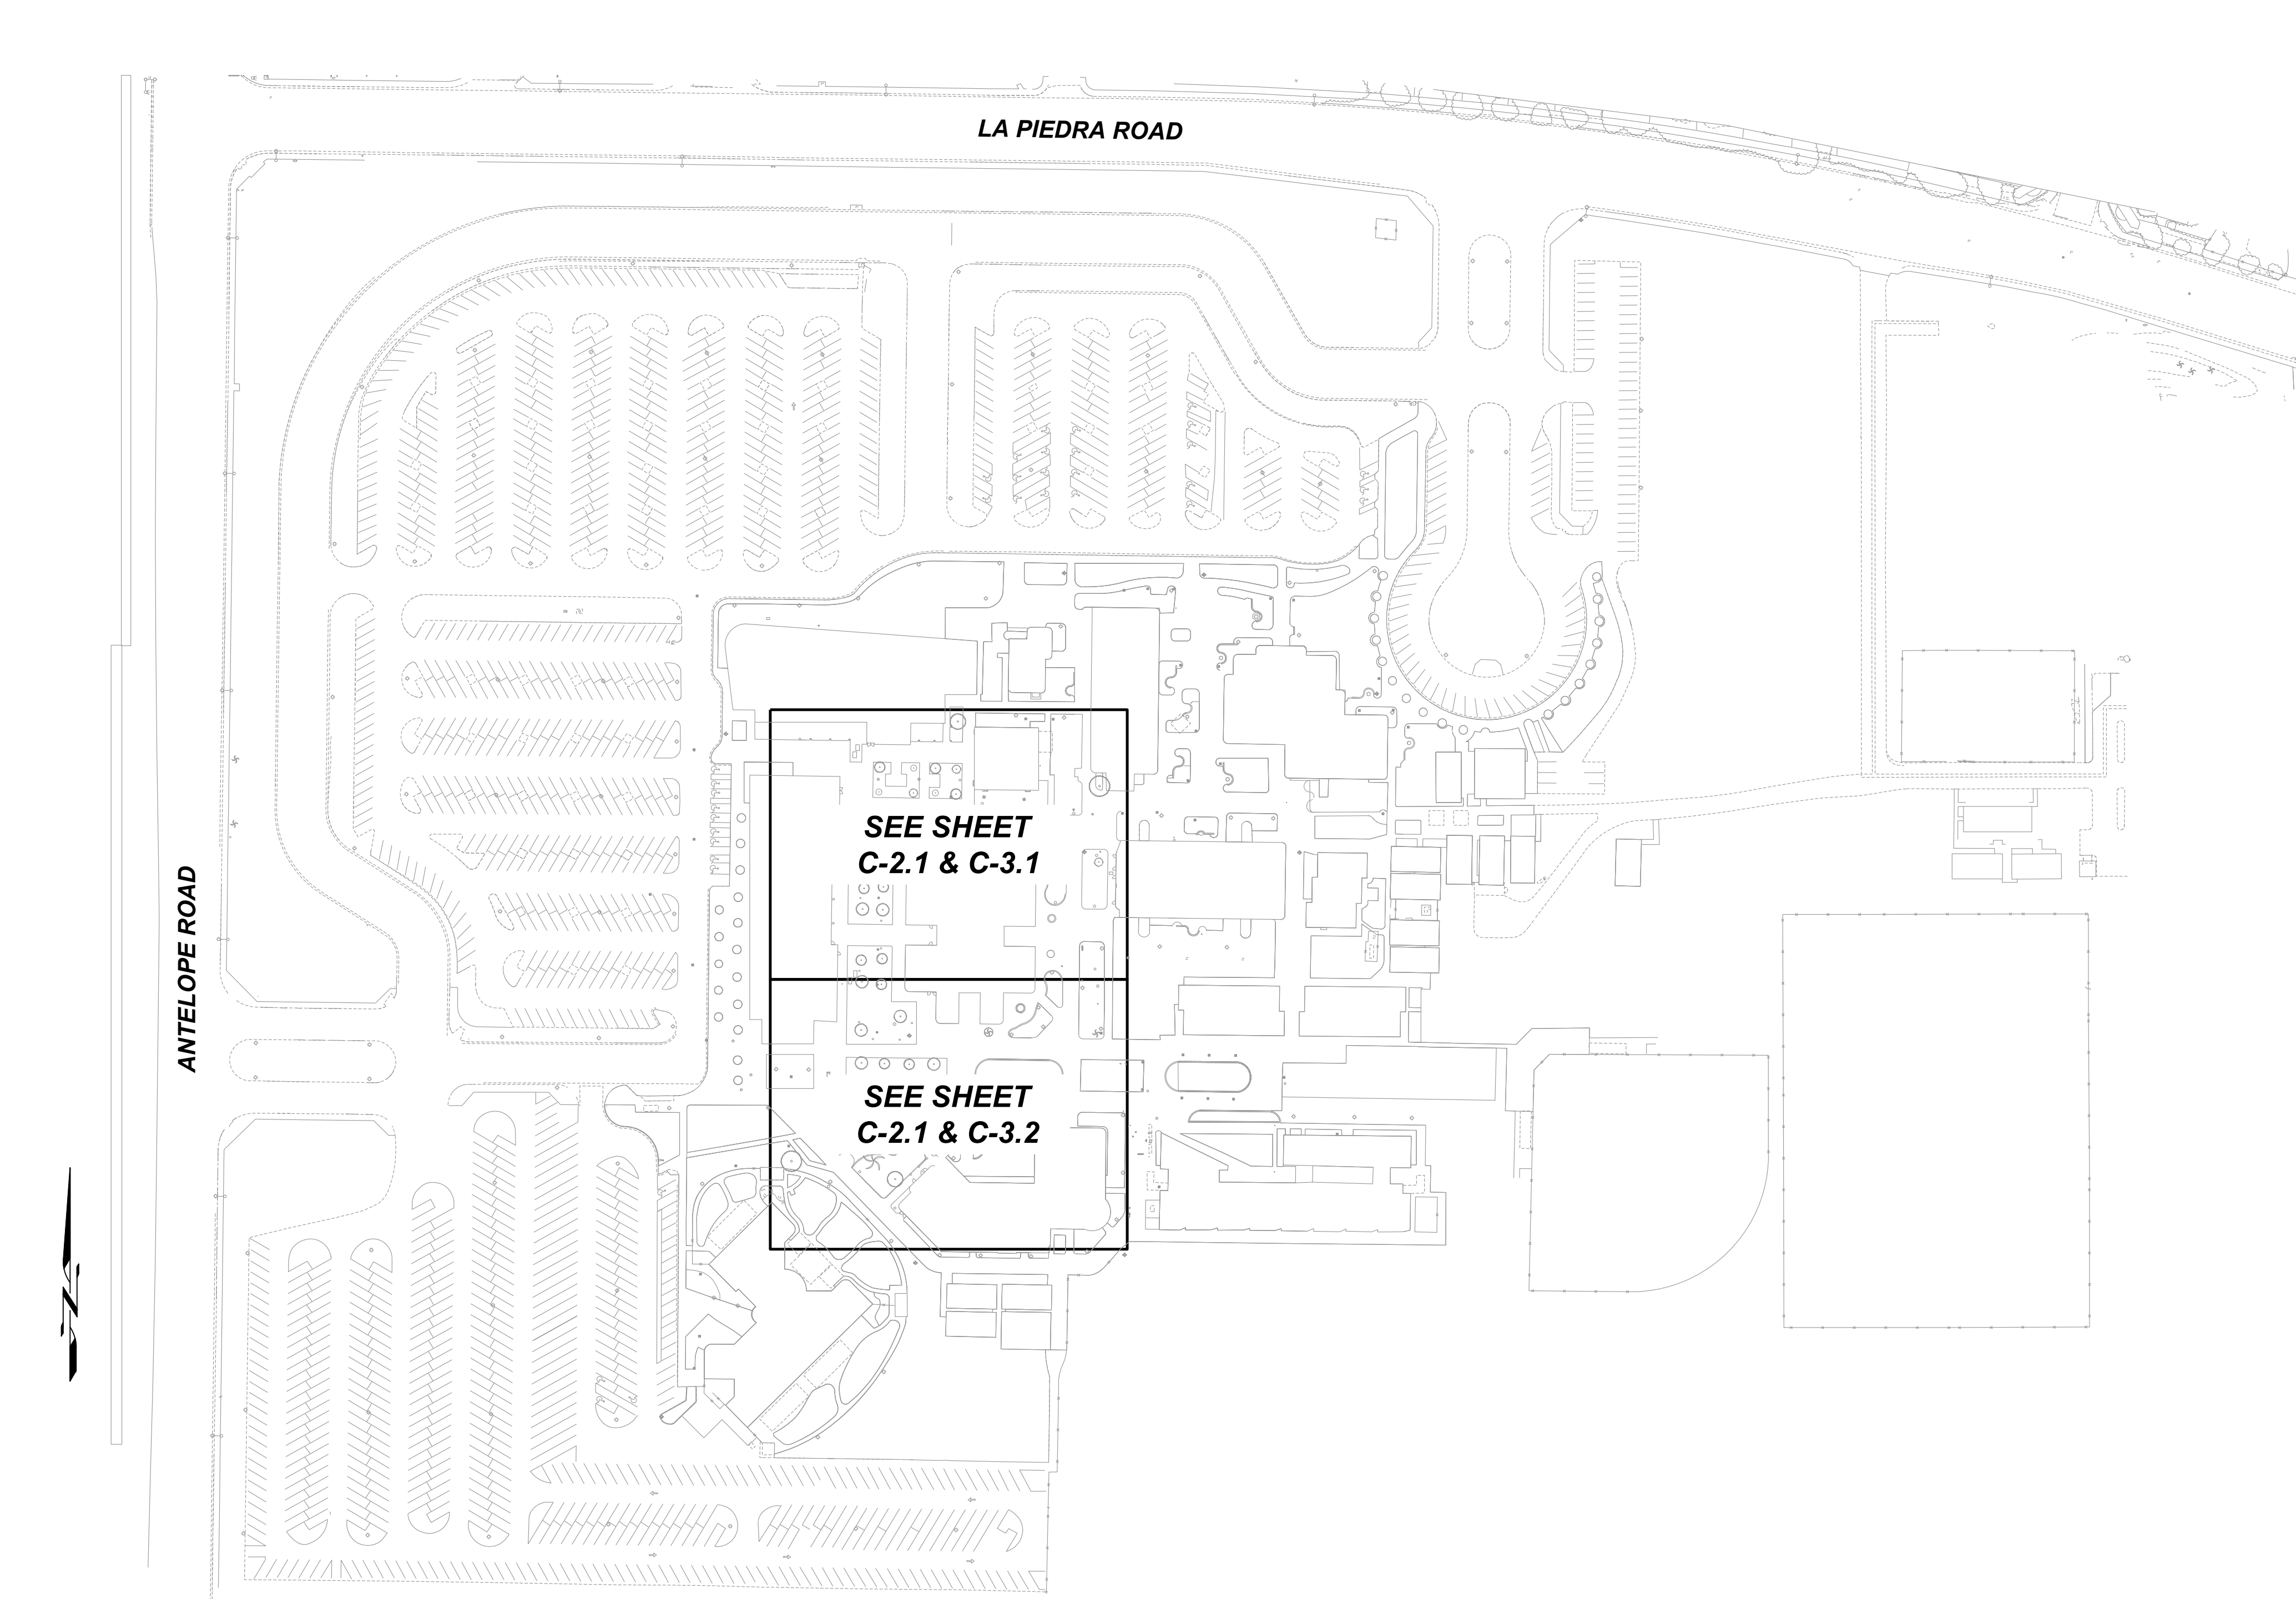 LA PIEDRA ROAD
SEE SHEET
C-2.1 & C-3.1
ANTELOPE ROAD
SEE SHEET
C-2.1 & C-3.2